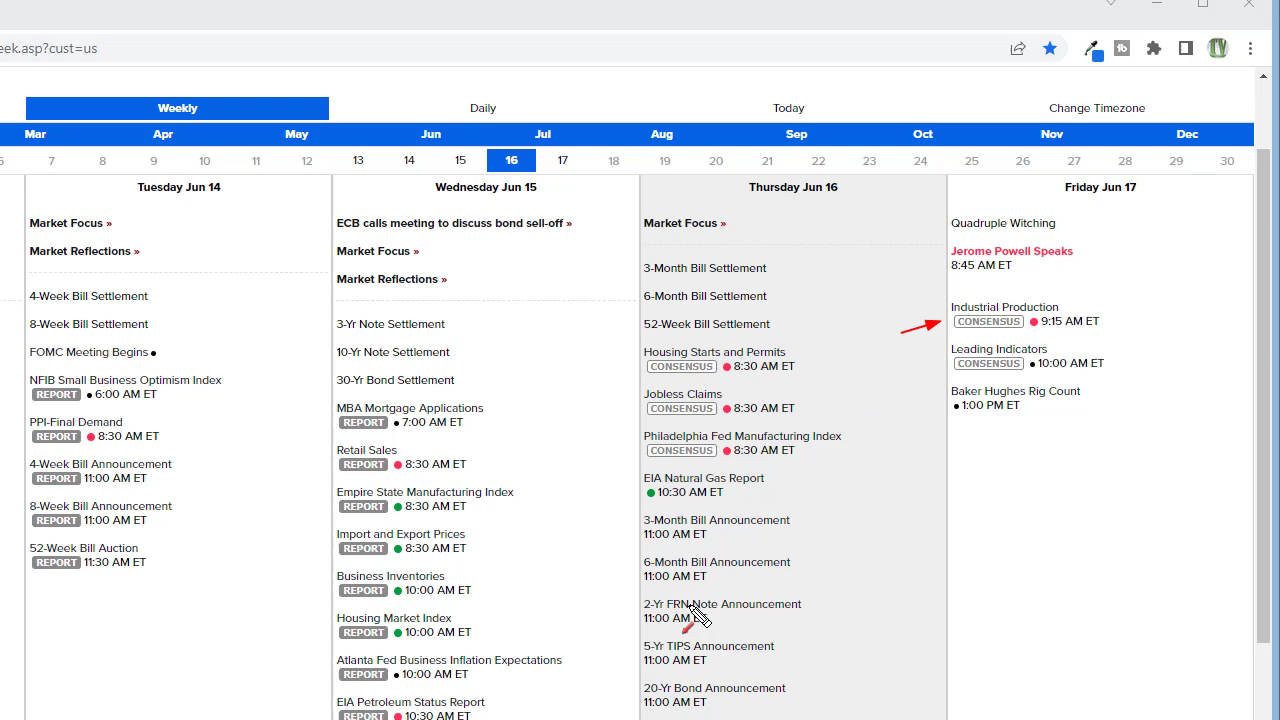 eek.asp?cust=us
Weekly
Daily
Today
Change Timezone
Mar Apr May Jun Jul Aug Sep Oct Nov Dec
6 7 8 9 10 11 12 13 14 15 16 17 18 19 20 21 22 23 24 25 26 27 28 29 30
Tuesday Jun 14
Market Focus »
Market Reflections »
4-Week Bill Settlement
8-Week Bill Settlement
FOMC Meeting Begins
NFIB Small Business Optimism Index
REPORT 6:00 AM ET
PPI-Final Demand
REPORT 8:30 AM ET
4-Week Bill Announcement
REPORT 11:00 AM ET
8-Week Bill Announcement
REPORT 11:00 AM ET
52-Week Bill Auction
REPORT 11:30 AM ET
Wednesday Jun 15
ECB calls meeting to discuss bond sell-off »
Market Focus »
Market Reflections »
3-Yr Note Settlement
10-Yr Note Settlement
30-Yr Bond Settlement
MBA Mortgage Applications
REPORT 7:00 AM ET
Retail Sales
REPORT 8:30 AM ET
Empire State Manufacturing Index
REPORT 8:30 AM ET
Import and Export Prices
REPORT 8:30 AM ET
Business Inventories
REPORT 10:00 AM ET
Housing Market Index
REPORT 10:00 AM ET
Atlanta Fed Business Inflation Expectations
REPORT 10:00 AM ET
EIA Petroleum Status Report
REPORT 10:30 AM ET
Thursday Jun 16
Market Focus »
3-Month Bill Settlement
6-Month Bill Settlement
52-Week Bill Settlement
Housing Starts and Permits
CONSENSUS 8:30 AM ET
Jobless Claims
CONSENSUS 8:30 AM ET
Philadelphia Fed Manufacturing Index
CONSENSUS 8:30 AM ET
EIA Natural Gas Report
10:30 AM ET
3-Month Bill Announcement
11:00 AM ET
6-Month Bill Announcement
11:00 AM ET
2-Yr FRN Note Announcement
11:00 AM ET
5-Yr TIPS Announcement
11:00 AM ET
20-Yr Bond Announcement
11:00 AM ET
Friday Jun 17
Quadruple Witching
Jerome Powell Speaks
8:45 AM ET
Industrial Production
CONSENSUS 9:15 AM ET
Leading Indicators
CONSENSUS 10:00 AM ET
Baker Hughes Rig Count
1:00 PM ET